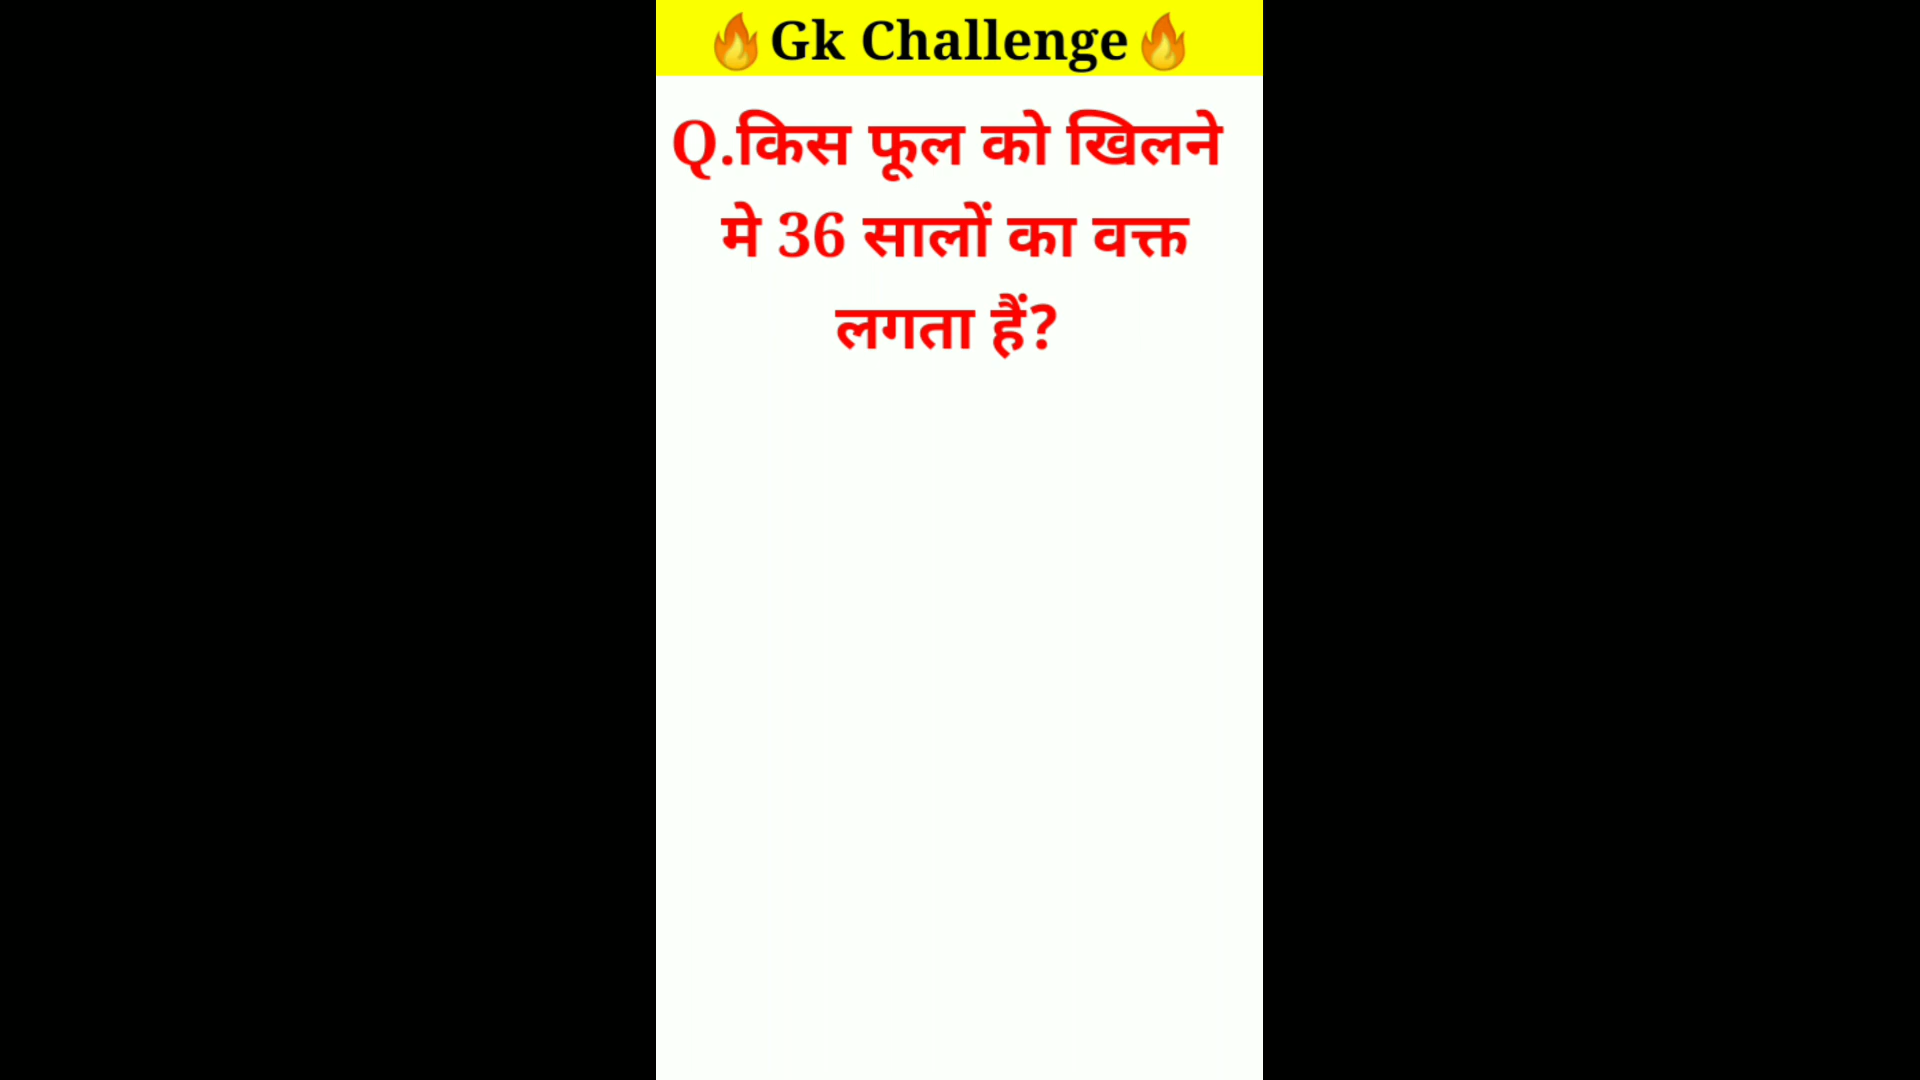 🔥Gk Challenge🔥
Q.किस फूल को खिलने
मे 36 सालों का वक्त
लगता हैं?